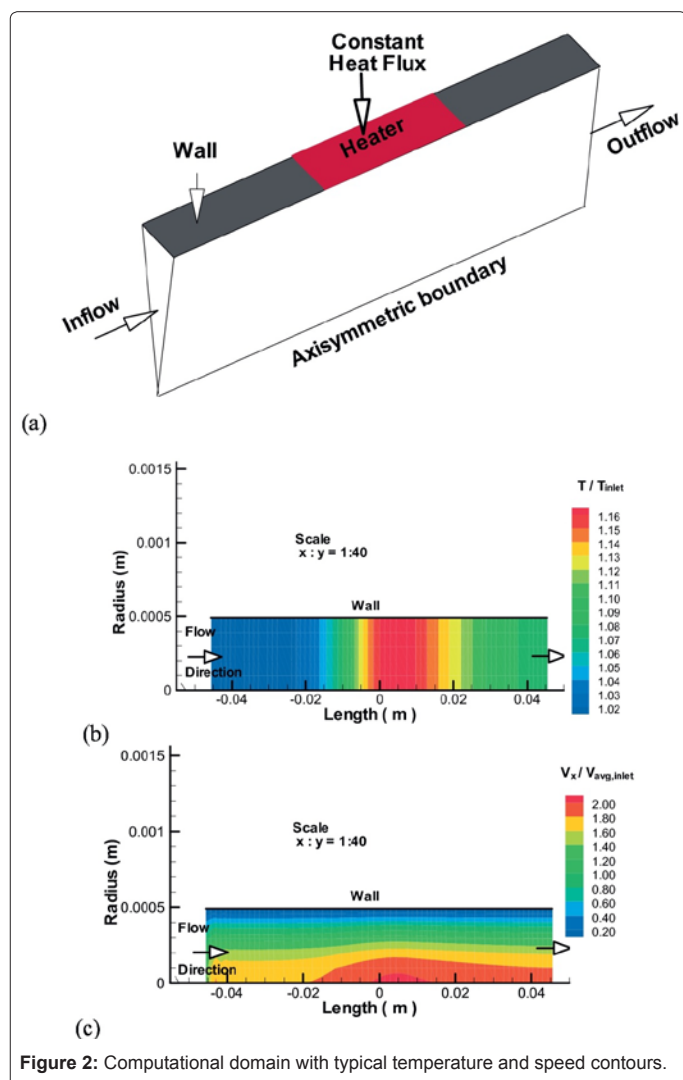 Constant
Heat Flux
Heater
Wall
Outflow
Inflow
Axisymmetric boundary
(a)
0.0015
0.001
0.0005
0
Radius (m)
Scale
x : y = 1:40
Wall
Flow
Direction
-0.04 -0.02 0 0.02 0.04
Length ( m )
T / Tinlet
1.16
1.15
1.14
1.13
1.12
1.11
1.10
1.09
1.08
1.07
1.06
1.05
1.04
1.03
1.02
(b)
0.0015
0.001
0.0005
0
Radius (m)
Scale
x : y = 1:40
Wall
Flow
Direction
-0.04 -0.02 0 0.02 0.04
Length ( m )
Vx / Vavg,inlet
2.00
1.80
1.60
1.40
1.20
1.00
0.80
0.60
0.40
0.20
(c)
Figure 2: Computational domain with typical temperature and speed contours.